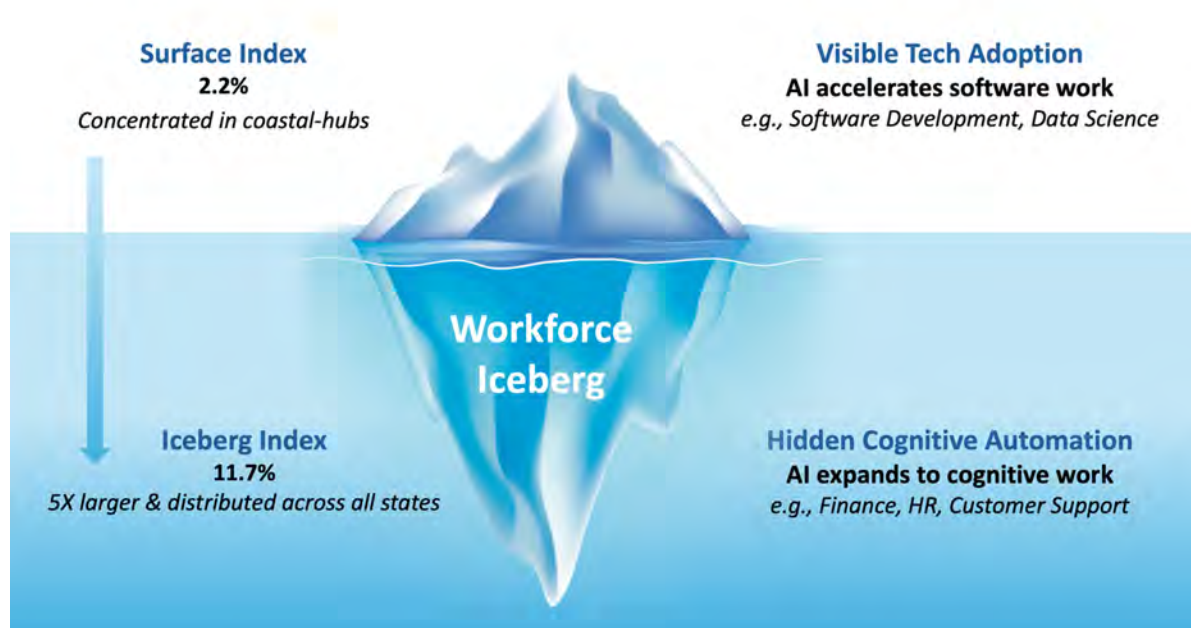 Surface Index
2.2%
Concentrated in coastal-hubs
Visible Tech Adoption
AI accelerates software work
e.g., Software Development, Data Science
Workforce
Iceberg
Iceberg Index
11.7%
5X larger & distributed across all states
Hidden Cognitive Automation
AI expands to cognitive work
e.g., Finance, HR, Customer Support